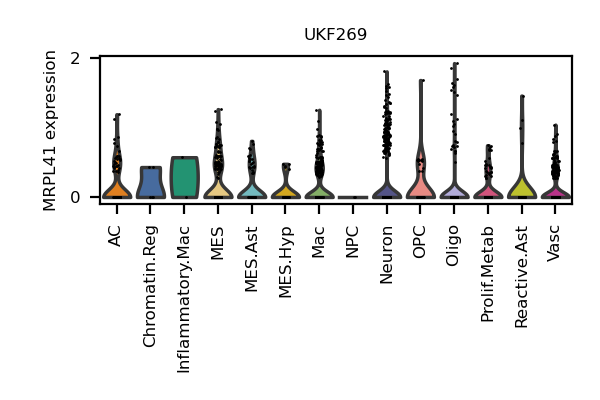 UKF269
MRPL41 expression
2
0
AC
Chromatin.Reg
Inflammatory.Mac
MES
MES.Ast
MES.Hyp
Mac
NPC
Neuron
OPC
Oligo
Prolif.Metab
Reactive.Ast
Vasc